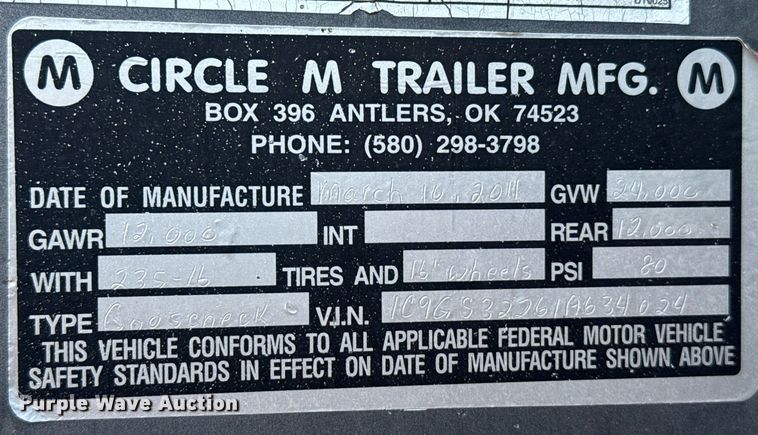 M CIRCLE M TRAILER MFG. M
BOX 396 ANTLERS, OK 74523
PHONE: (580) 298-3798
DATE OF MANUFACTURE March 16, 2011 GVW 24,000
GAWR 12,000 INT REAR 12,000
WITH 235-16 TIRES AND 16" wheels PSI 80
TYPE Gooseneck V.I.N.
THIS VEHICLE CONFORMS TO ALL APPLICABLE FEDERAL MOTOR VEHICLE
SAFETY STANDARDS IN EFFECT ON DATE OF MANUFACTURE SHOWN ABOVE
Purple Wave Auction